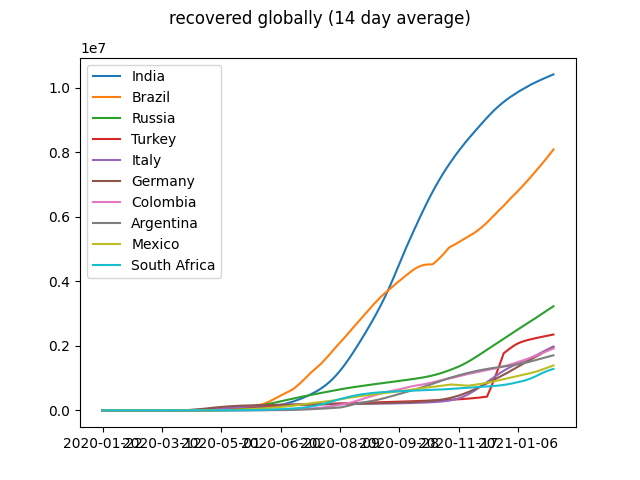 recovered globally (14 day average)
1e7
1.0
0.8
0.6
0.4
0.2
0.0
India
Brazil
Russia
Turkey
Italy
Germany
Colombia
Argentina
Mexico
South Africa
2020-01-22 2020-03-12 2020-05-01 2020-06-20 2020-08-09 2020-09-28 2020-11-17 2021-01-06